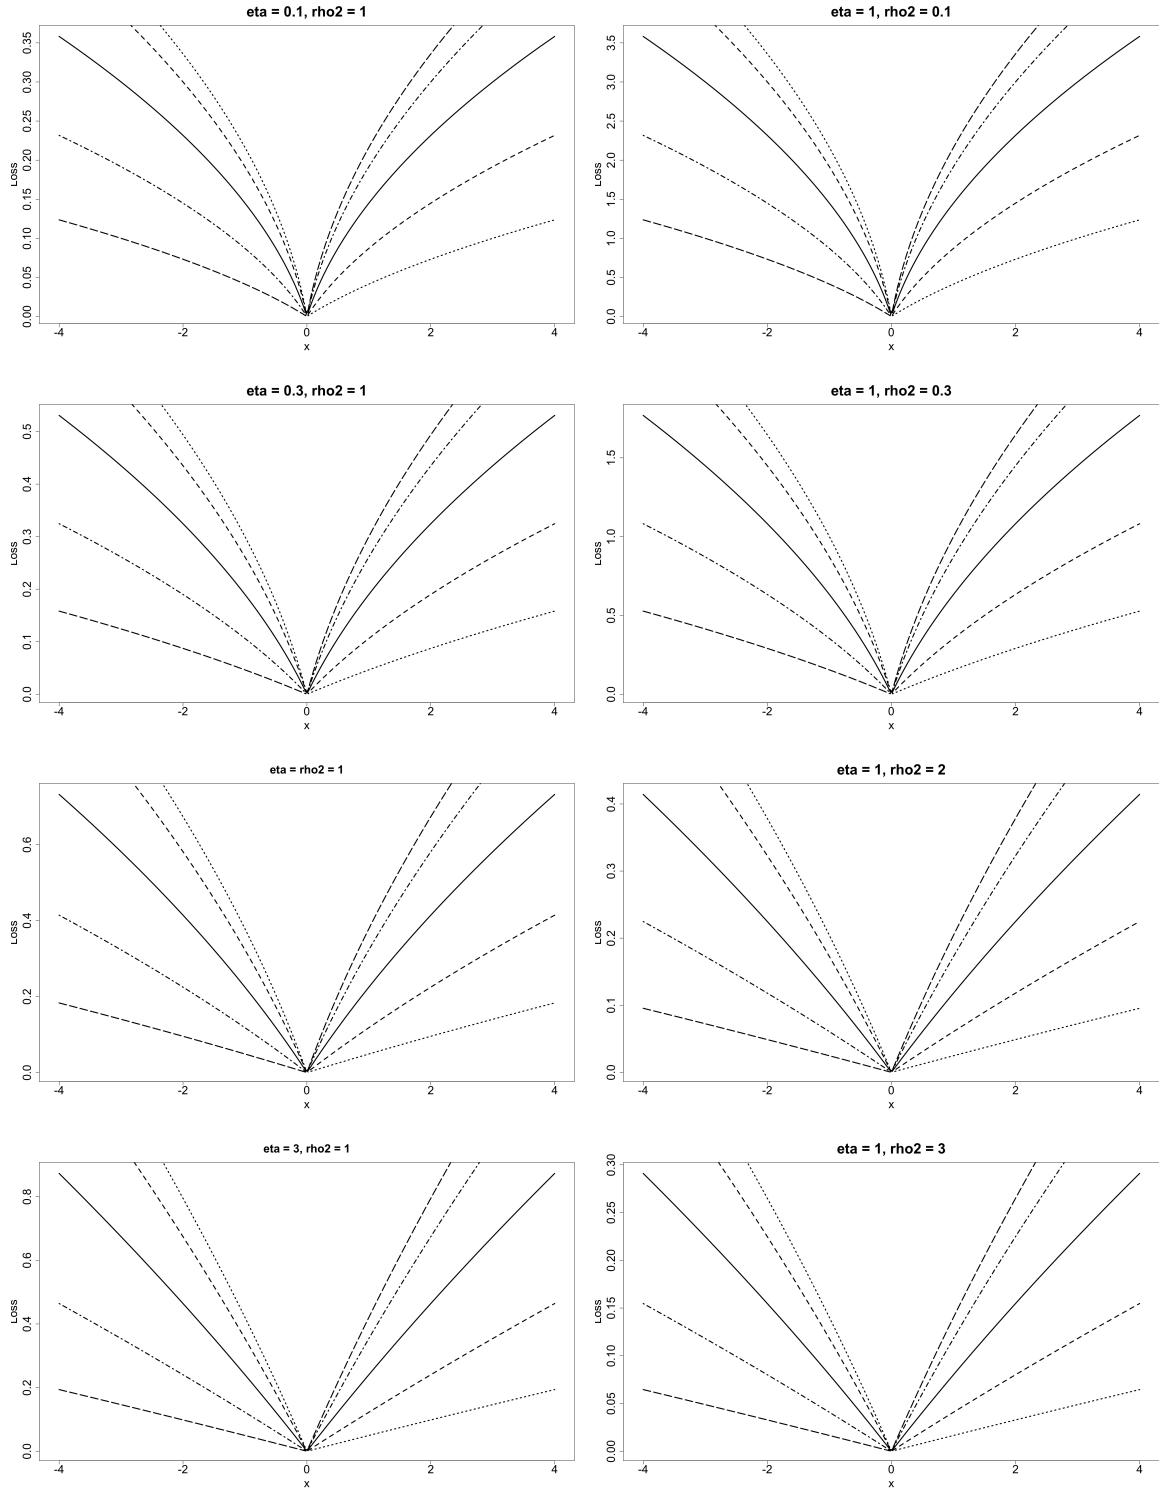 eta = 0.1, rho2 = 1
0.35
0.30
0.25
0.20
0.15
0.10
0.05
0.00
Loss
-4 -2 0 2 4
x
eta = 1, rho2 = 0.1
3.5
3.0
2.5
2.0
1.5
1.0
0.5
0.0
Loss
-4 -2 0 2 4
x
eta = 0.3, rho2 = 1
0.5
0.4
0.3
0.2
0.1
0.0
Loss
-4 -2 0 2 4
x
eta = 1, rho2 = 0.3
1.5
1.0
0.5
0.0
Loss
-4 -2 0 2 4
x
eta = rho2 = 1
0.6
0.4
0.2
0.0
Loss
-4 -2 0 2 4
x
eta = 1, rho2 = 2
0.4
0.3
0.2
0.1
0.0
Loss
-4 -2 0 2 4
x
eta = 3, rho2 = 1
0.8
0.6
0.4
0.2
0.0
Loss
-4 -2 0 2 4
x
eta = 1, rho2 = 3
0.30
0.25
0.20
0.15
0.10
0.05
0.00
Loss
-4 -2 0 2 4
x